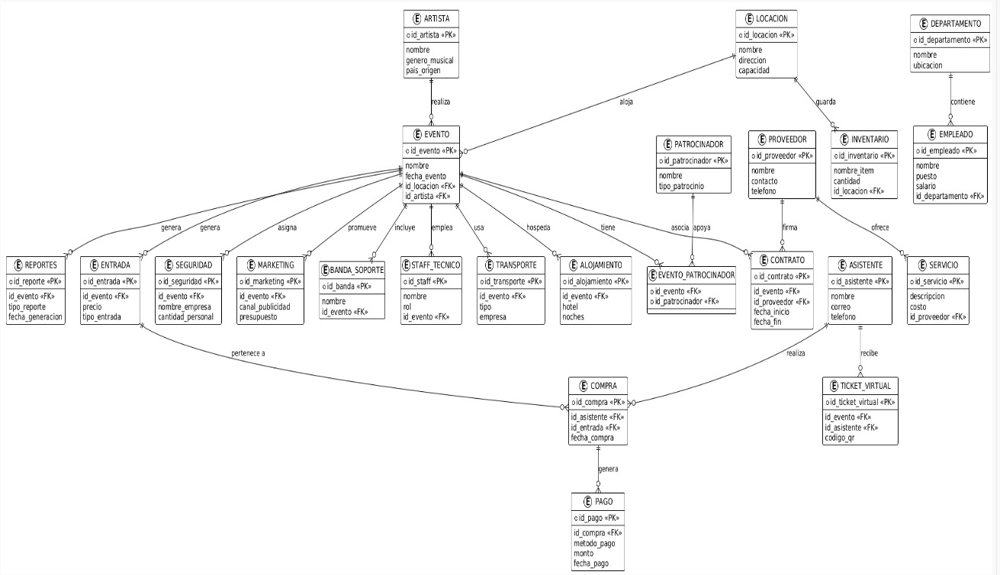 E ARTISTA
id_artista «PK»
nombre
genero_musical
pais_origen
E LOCACION
id_locacion «PK»
nombre
direccion
capacidad
E DEPARTAMENTO
id_departamento «PK»
nombre
ubicacion
realiza
aloja
guarda
contiene
E EVENTO
id_evento «PK»
nombre
fecha_evento
id_locacion «FK»
id_artista «FK»
E PATROCINADOR
id_patrocinador «PK»
nombre
tipo_patrocinio
E PROVEEDOR
id_proveedor «PK»
nombre
contacto
telefono
E INVENTARIO
id_inventario «PK»
nombre_item
cantidad
id_locacion «FK»
E EMPLEADO
id_empleado «PK»
nombre
puesto
salario
id_departamento «FK»
genera
genera
asigna
promueve
incluye
emplea
usa
hospeda
tiene
asocia
apoya
firma
ofrece
E REPORTES
id_reporte «PK»
id_evento «FK»
tipo_reporte
fecha_generacion
E ENTRADA
id_entrada «PK»
id_evento «FK»
precio
tipo_entrada
E SEGURIDAD
id_seguridad «PK»
id_evento «FK»
nombre_empresa
cantidad_personal
E MARKETING
id_marketing «PK»
id_evento «FK»
canal_publicidad
presupuesto
E BANDA_SOPORTE
id_banda «PK»
nombre
id_evento «FK»
E STAFF_TECNICO
id_staff «PK»
nombre
rol
id_evento «FK»
E TRANSPORTE
id_transporte «PK»
id_evento «FK»
tipo
empresa
E ALOJAMIENTO
id_alojamiento «PK»
id_evento «FK»
hotel
noches
E EVENTO_PATROCINADOR
id_evento «FK»
id_patrocinador «FK»
E CONTRATO
id_contrato «PK»
id_evento «FK»
id_proveedor «FK»
fecha_inicio
fecha_fin
E ASISTENTE
id_asistente «PK»
nombre
correo
telefono
E SERVICIO
id_servicio «PK»
descripcion
costo
id_proveedor «FK»
pertenece a
realiza
recibe
E COMPRA
id_compra «PK»
id_asistente «FK»
id_entrada «FK»
fecha_compra
E TICKET_VIRTUAL
id_ticket_virtual «PK»
id_evento «FK»
id_asistente «FK»
codigo_qr
genera
E PAGO
id_pago «PK»
id_compra «FK»
metodo_pago
monto
fecha_pago